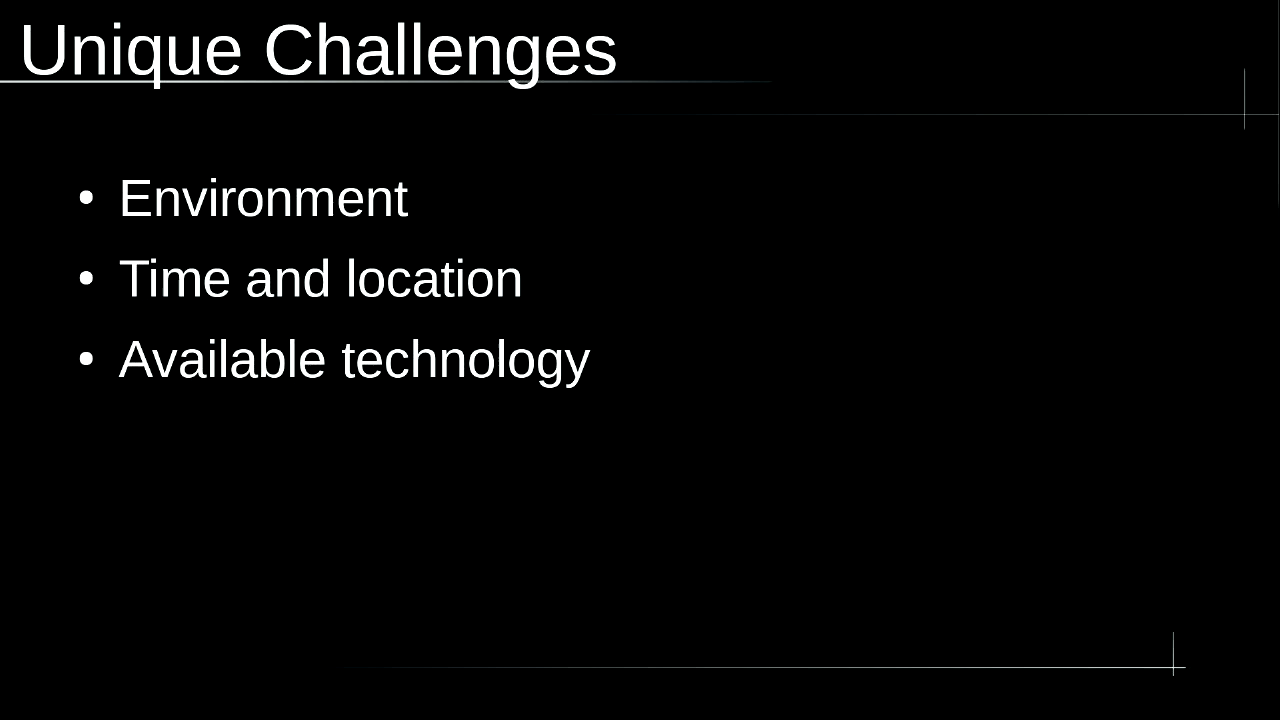 Unique Challenges
• Environment
• Time and location
• Available technology